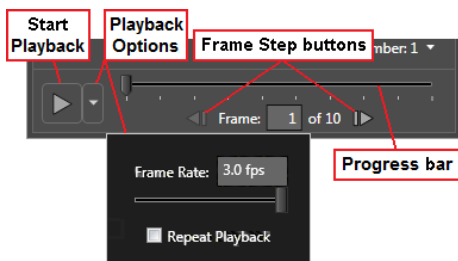 Start
Playback
Playback
Options
Frame Step buttons
mber: 1
Frame: 1 of 10
Progress bar
Frame Rate: 3.0 fps
Repeat Playback